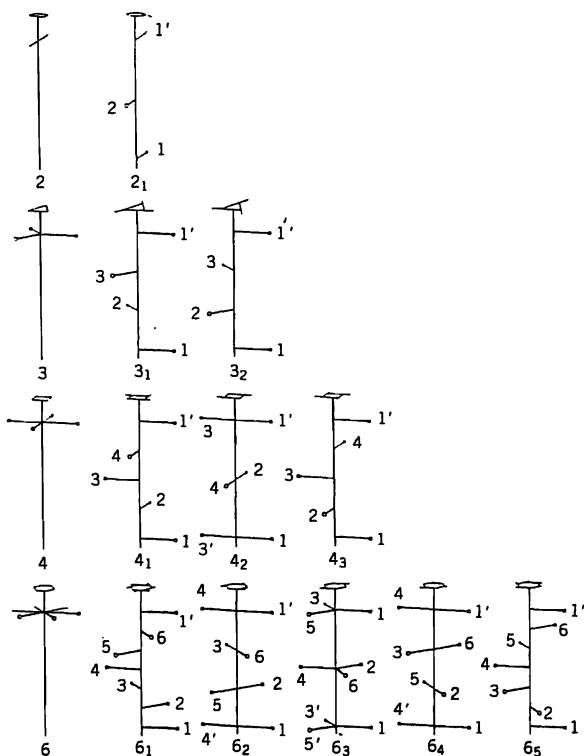 1'
2
1
2 2₁
1' 1'
3 3
2 2
1 1
3 3₁ 3₂
1' 3 1' 1'
4 4
3 4 2 3
2 2
1 3' 1 1
4 4₁ 4₂ 4₃
4 3 4
1' 1' 5 1 1' 1'
6 6
5 3 6 3 6 5
4 4 2 4
3 2 6 5 3
2 5 2 2
1 4' 1 3' 1 4' 1 1
5'
6 6₁ 6₂ 6₃ 6₄ 6₅